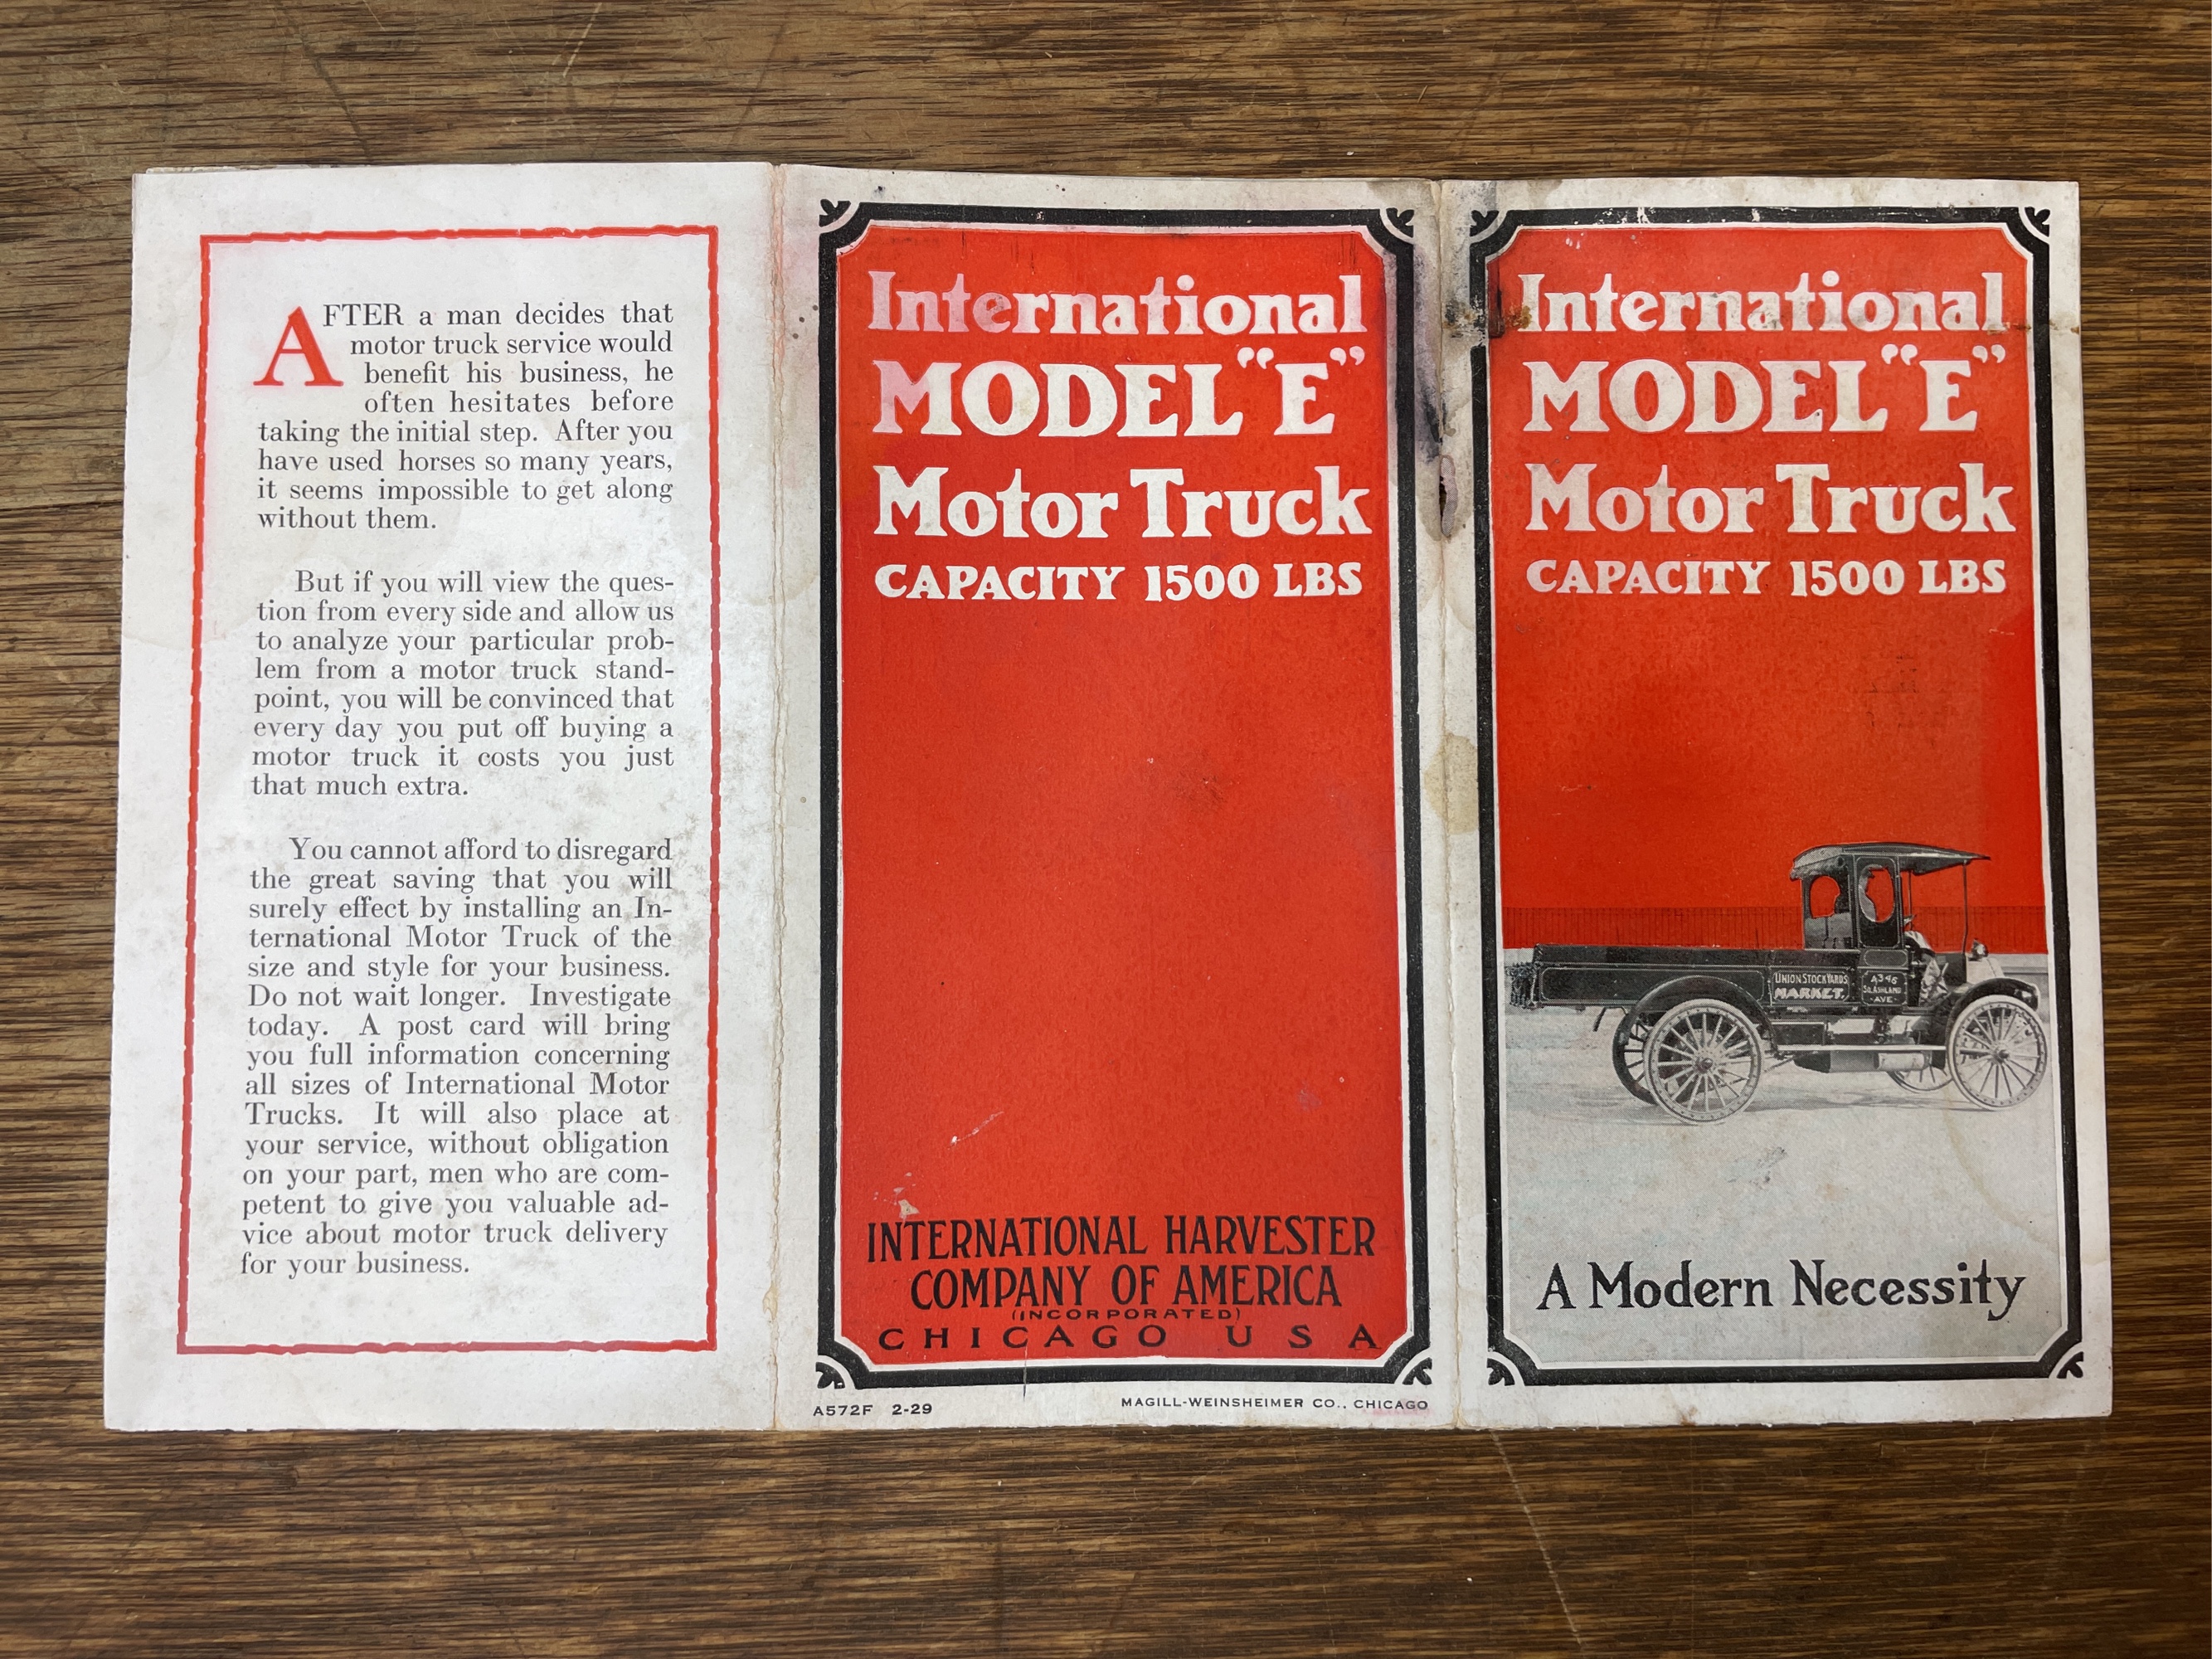 AFTER a man decides that
motor truck service would
benefit his business, he
often hesitates before
taking the initial step. After you
have used horses so many years,
it seems impossible to get along
without them.
But if you will view the ques-
tion from every side and allow us
to analyze your particular prob-
lem from a motor truck stand-
point, you will be convinced that
every day you put off buying a
motor truck it costs you just
that much extra.
You cannot afford to disregard
the great saving that you will
surely effect by installing an In-
ternational Motor Truck of the
size and style for your business.
Do not wait longer. Investigate
today. A post card will bring
you full information concerning
all sizes of International Motor
Trucks. It will also place at
your service, without obligation
on your part, men who are com-
petent to give you valuable ad-
vice about motor truck delivery
for your business.
International
MODEL "E"
Motor Truck
CAPACITY 1500 LBS
INTERNATIONAL HARVESTER
COMPANY OF AMERICA
(INCORPORATED)
CHICAGO U S A
A572F 2-29
MAGILL-WEINSHEIMER CO., CHICAGO
International
MODEL "E"
Motor Truck
CAPACITY 1500 LBS
UNION STOCK YARDS
MARKET.
SO. ASHLAND
AVE
A Modern Necessity